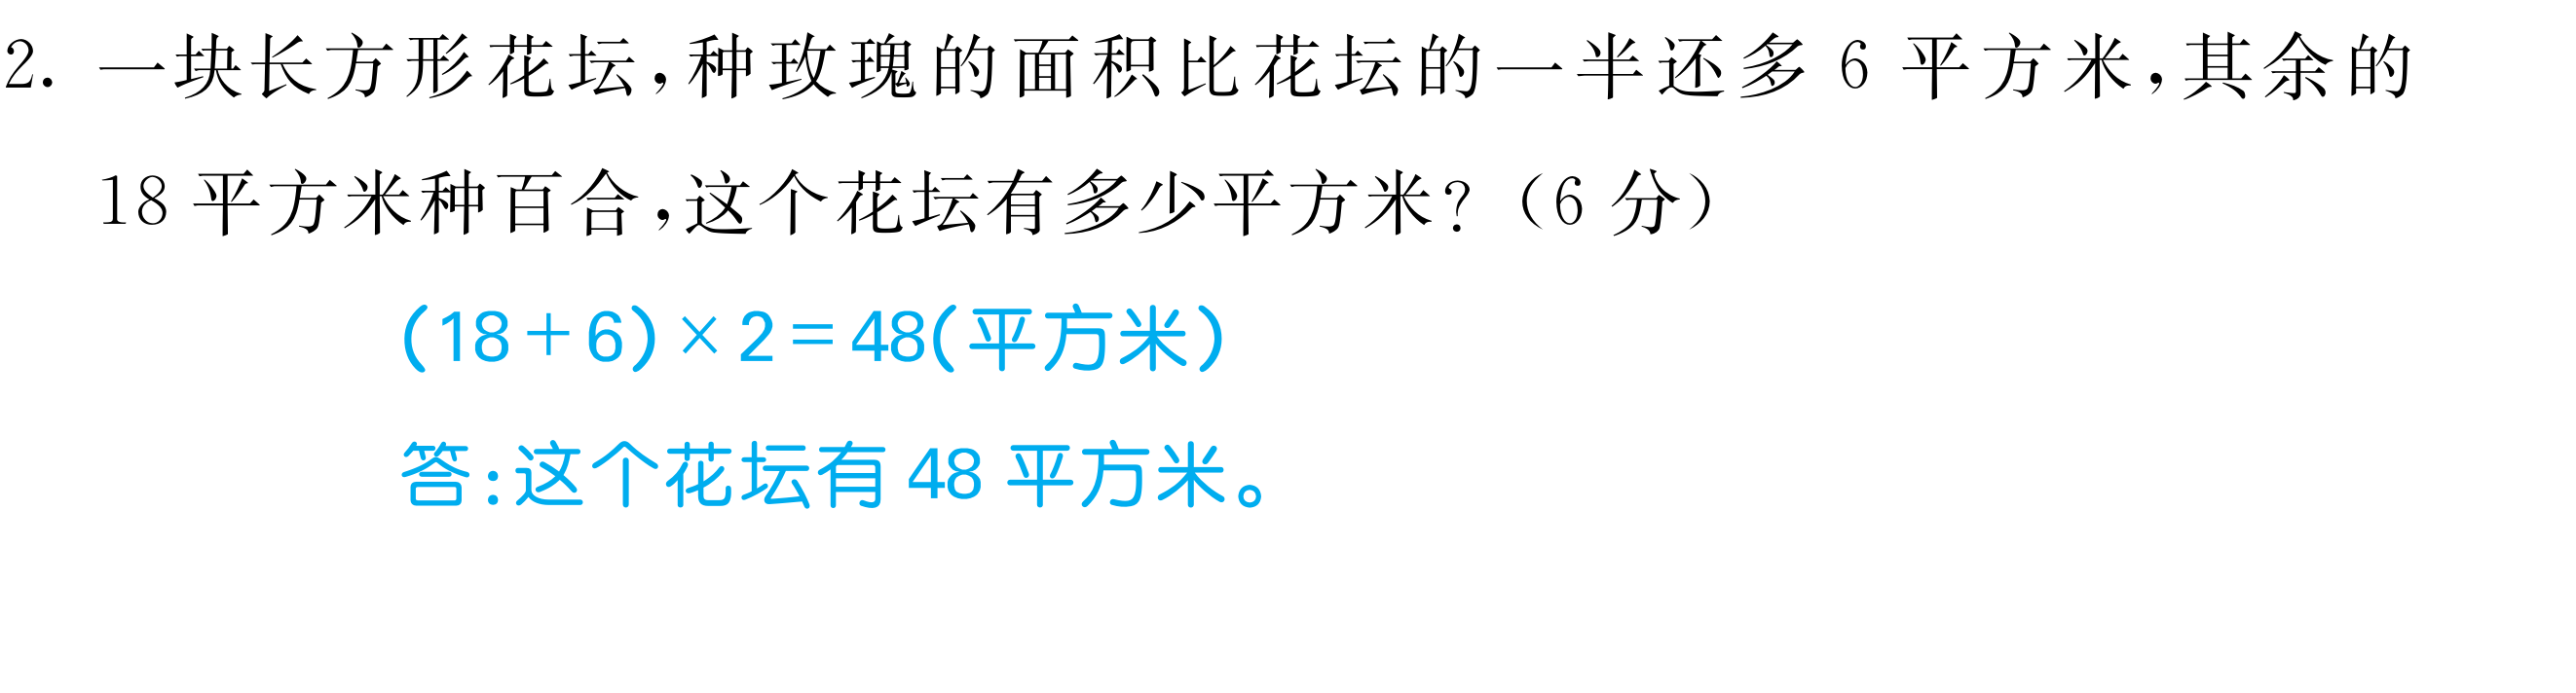 2. 一块长方形花坛,种玫瑰的面积比花坛的一半还多 6 平方米,其余的
18 平方米种百合,这个花坛有多少平方米?(6 分)
(18+6)×2=48(平方米)
答:这个花坛有 48 平方米。